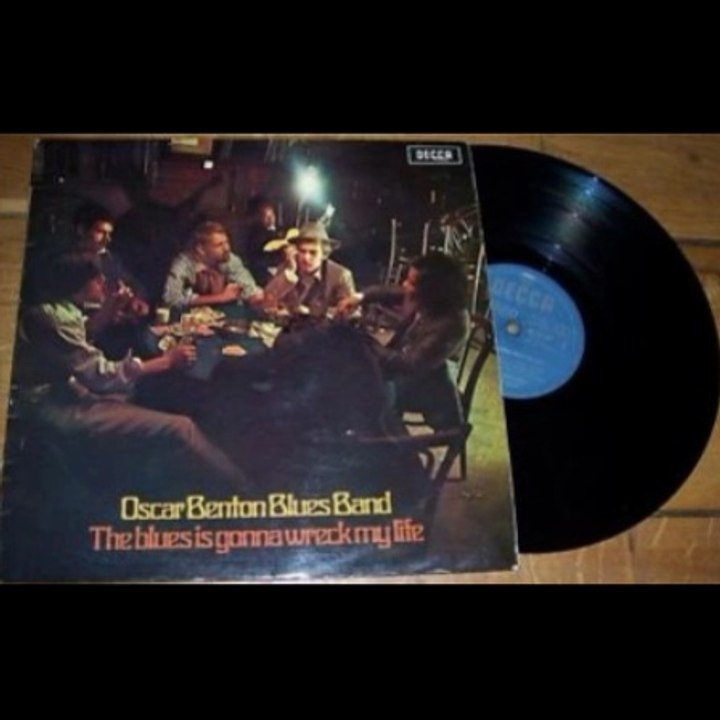 DECCA
DECCA
Oscar Benton Blues Band
The blues is gonna wreck my life